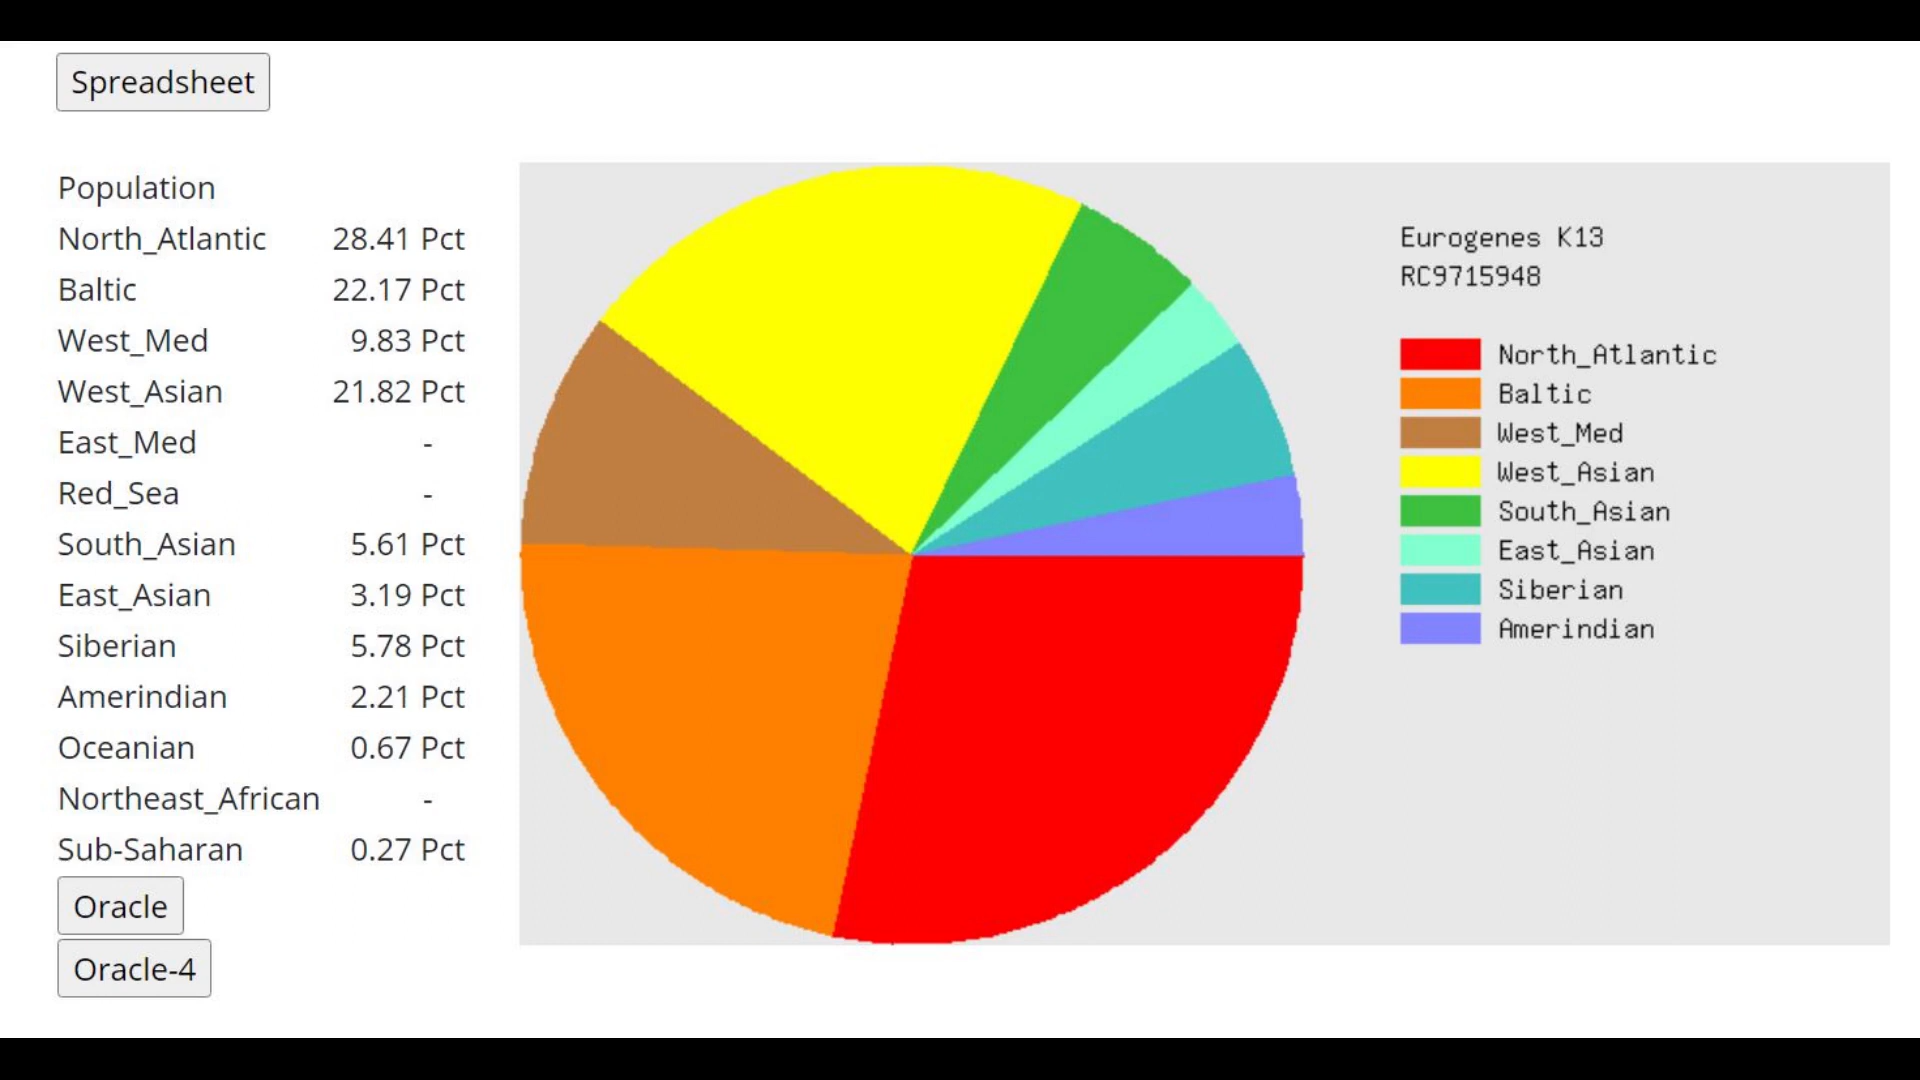 Spreadsheet
Population
North_Atlantic 28.41 Pct
Baltic 22.17 Pct
West_Med 9.83 Pct
West_Asian 21.82 Pct
East_Med -
Red_Sea -
South_Asian 5.61 Pct
East_Asian 3.19 Pct
Siberian 5.78 Pct
Amerindian 2.21 Pct
Oceanian 0.67 Pct
Northeast_African -
Sub-Saharan 0.27 Pct
Oracle
Oracle-4
Eurogenes K13
RC9715948
North_Atlantic
Baltic
West_Med
West_Asian
South_Asian
East_Asian
Siberian
Amerindian